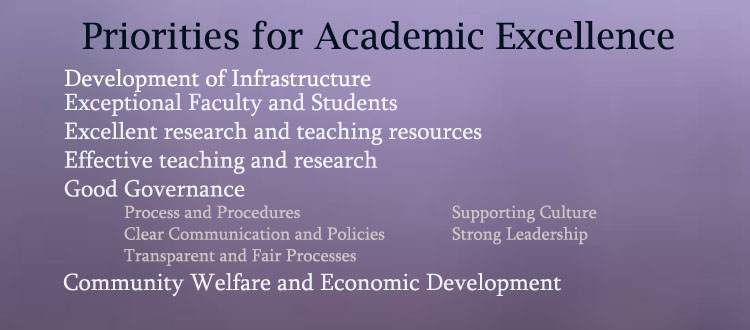 Priorities for Academic Excellence
Development of Infrastructure
Exceptional Faculty and Students
Excellent research and teaching resources
Effective teaching and research
Good Governance
Process and Procedures Supporting Culture
Clear Communication and Policies Strong Leadership
Transparent and Fair Processes
Community Welfare and Economic Development